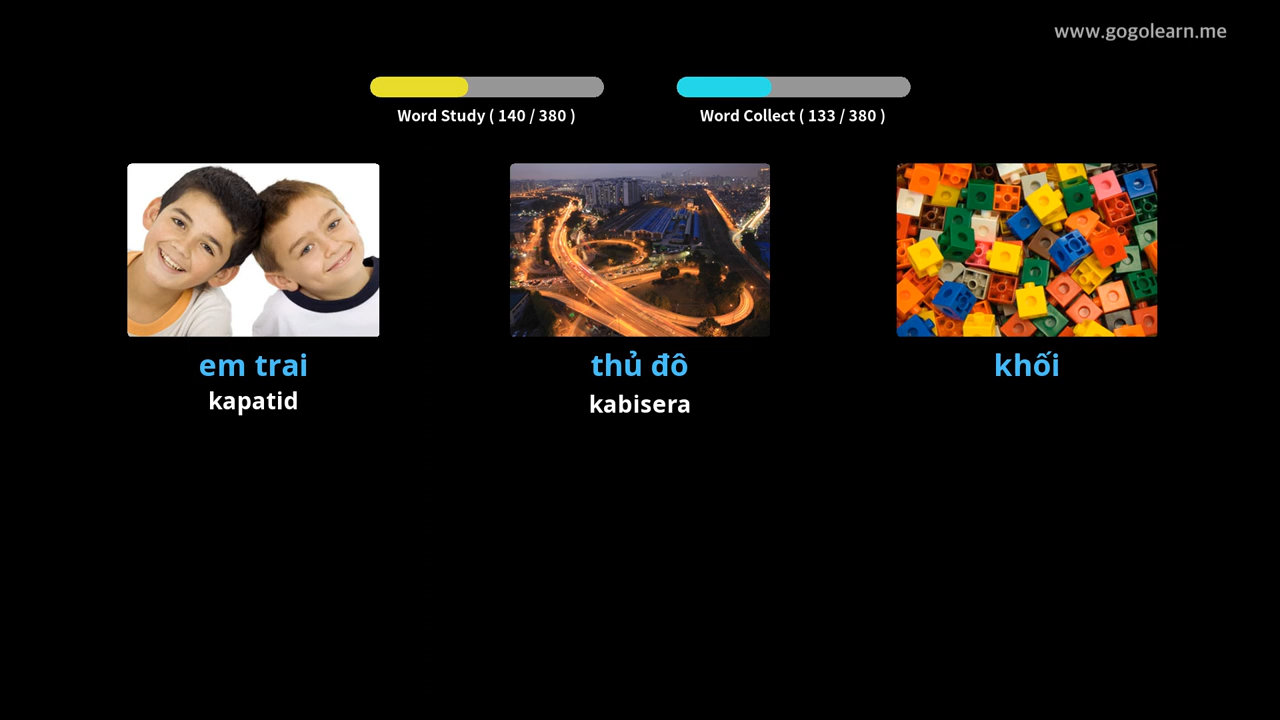 www.gogolearn.me
Word Study ( 140 / 380 )
Word Collect ( 133 / 380 )
em trai
kapatid
thủ đô
kabisera
khối